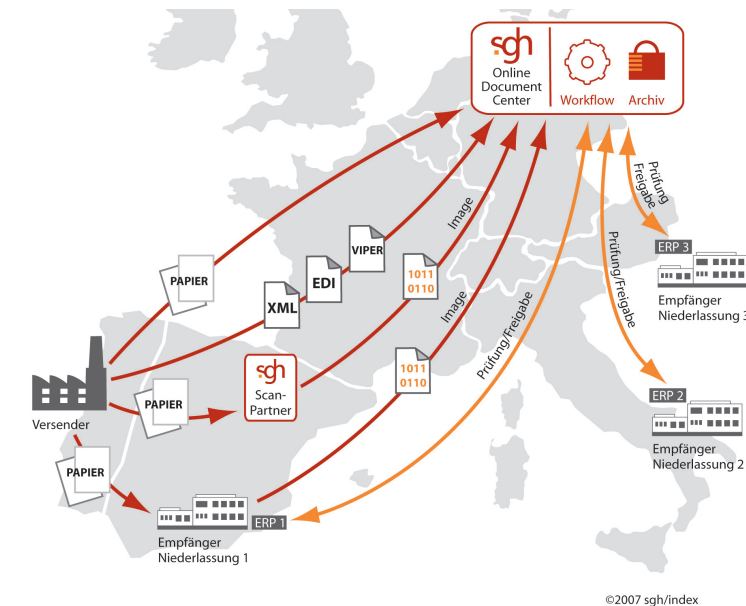 sgh
Online
Document
Center
Workflow
Archiv
PAPIER
XML
EDI
VIPER
Image
1011
0110
Image
1011
0110
Prüfung/Freigabe
Prüfung/Freigabe
Prüfung
Freigabe
ERP 3
Empfänger
Niederlassung 3
ERP 2
Empfänger
Niederlassung 2
Versender
PAPIER
sgh
Scan-
Partner
PAPIER
ERP 1
Empfänger
Niederlassung 1
©2007 sgh/index